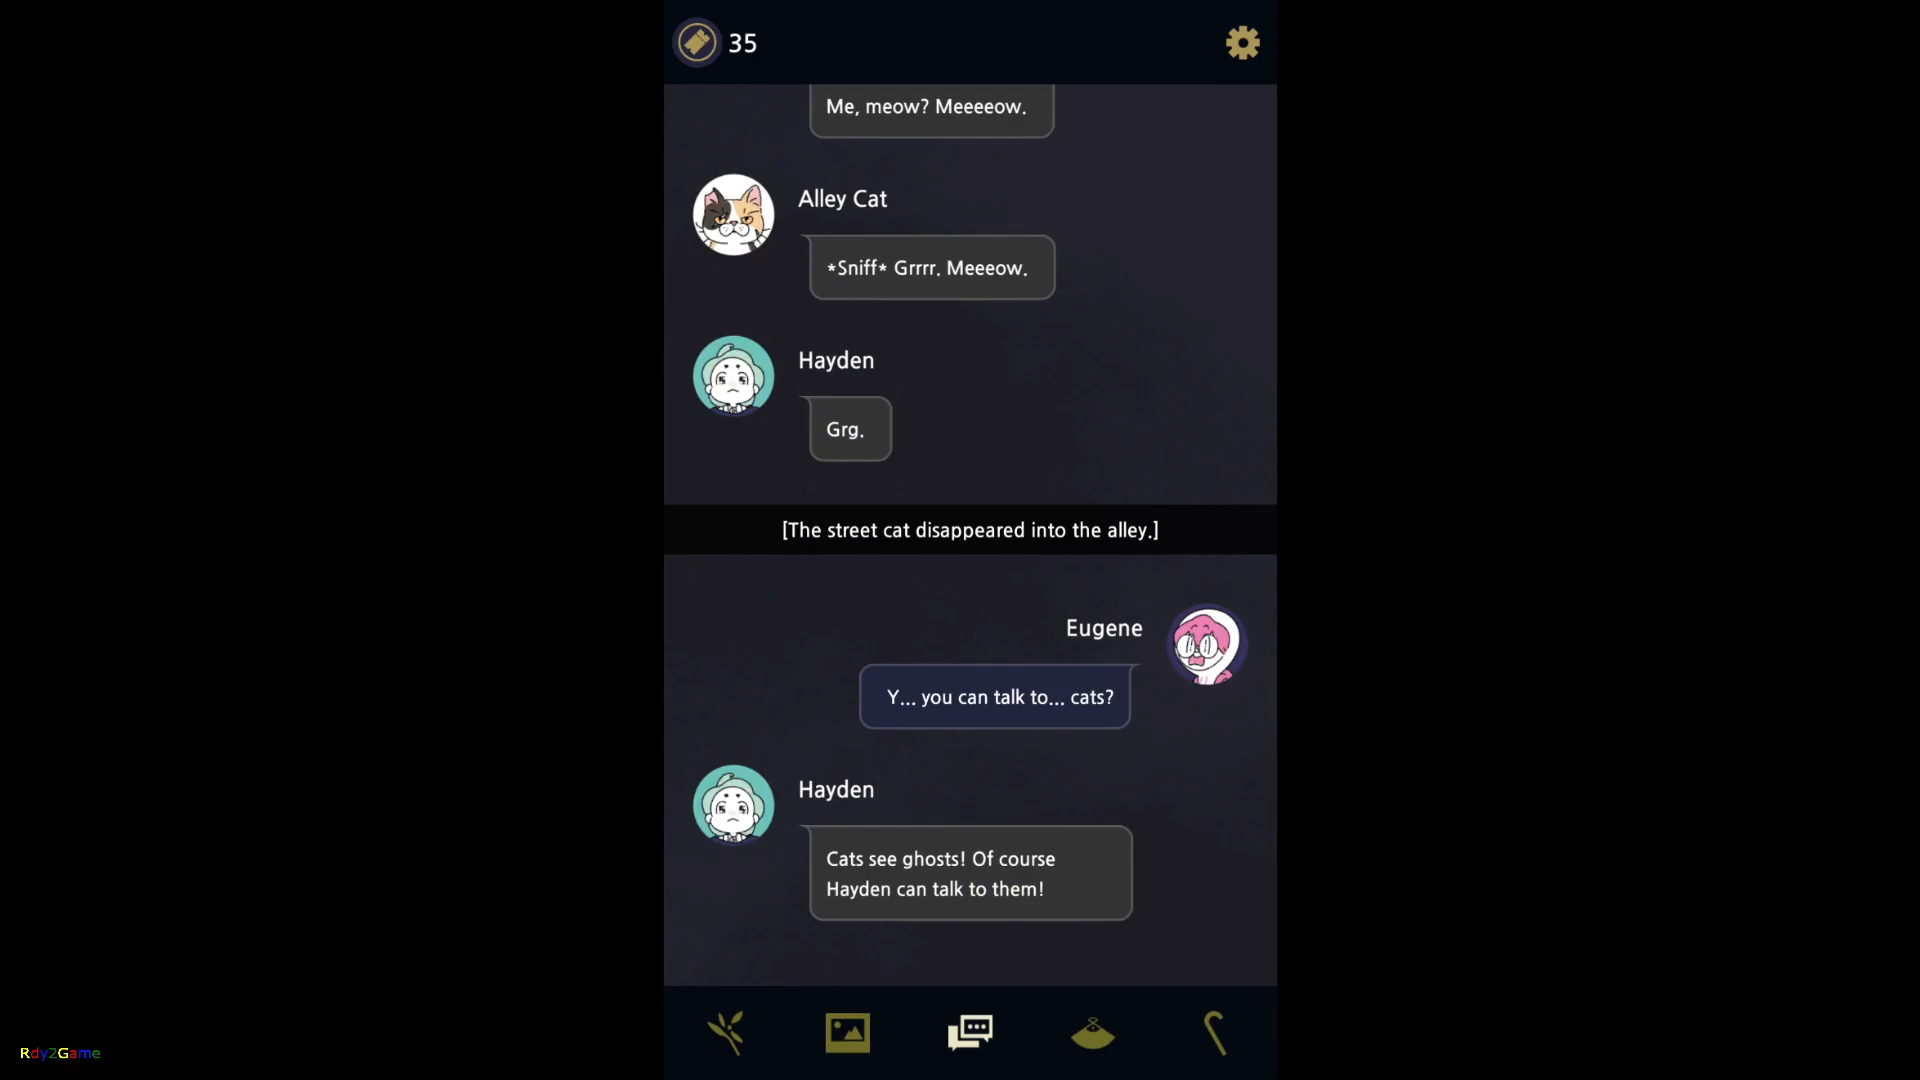 35
Me, meow? Meeeeow.
Alley Cat
*Sniff* Grrrr. Meeeow.
Hayden
Grg.
[The street cat disappeared into the alley.]
Eugene
Y... you can talk to... cats?
Hayden
Cats see ghosts! Of course
Hayden can talk to them!
Rdy2Game